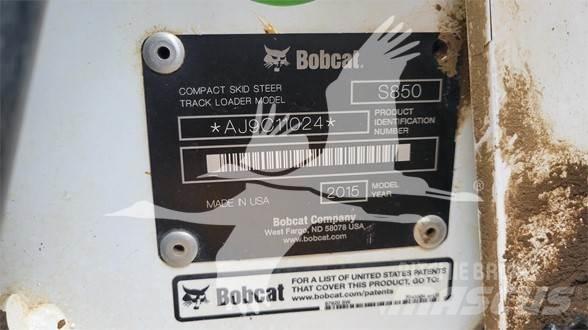 Bobcat.
COMPACT SKID STEER
TRACK LOADER MODEL
S850
*AJ9C11024*
PRODUCT
IDENTIFICATION
NUMBER
MADE IN USA
2015
MODEL
YEAR
Bobcat Company
West Fargo, ND 58078 USA
www.bobcat.com
Bobcat
FOR A LIST OF UNITED STATES PATENTS
THAT COVER THIS PRODUCT, GO TO:
www.bobcat.com/patents